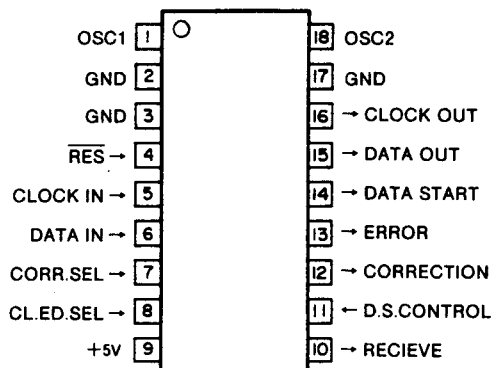 OSC1 1 18 OSC2
GND 2 17 GND
GND 3 16 → CLOCK OUT
R̅E̅S̅ → 4 15 → DATA OUT
CLOCK IN → 5 14 → DATA START
DATA IN → 6 13 → ERROR
CORR.SEL → 7 12 → CORRECTION
CL.ED.SEL → 8 11 ← D.S.CONTROL
+5V 9 10 → RECIEVE